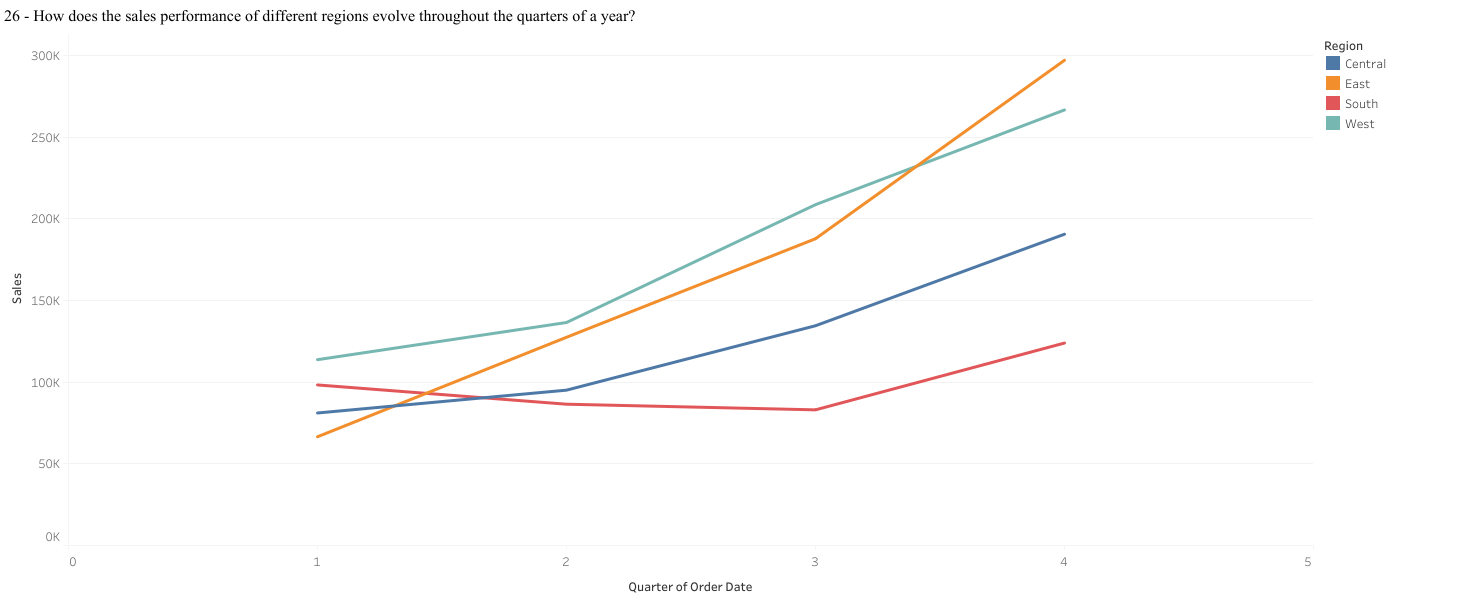 26 - How does the sales performance of different regions evolve throughout the quarters of a year?
Region
Central
East
South
West
300K
250K
200K
150K
100K
50K
0K
Sales
0 1 2 3 4 5
Quarter of Order Date